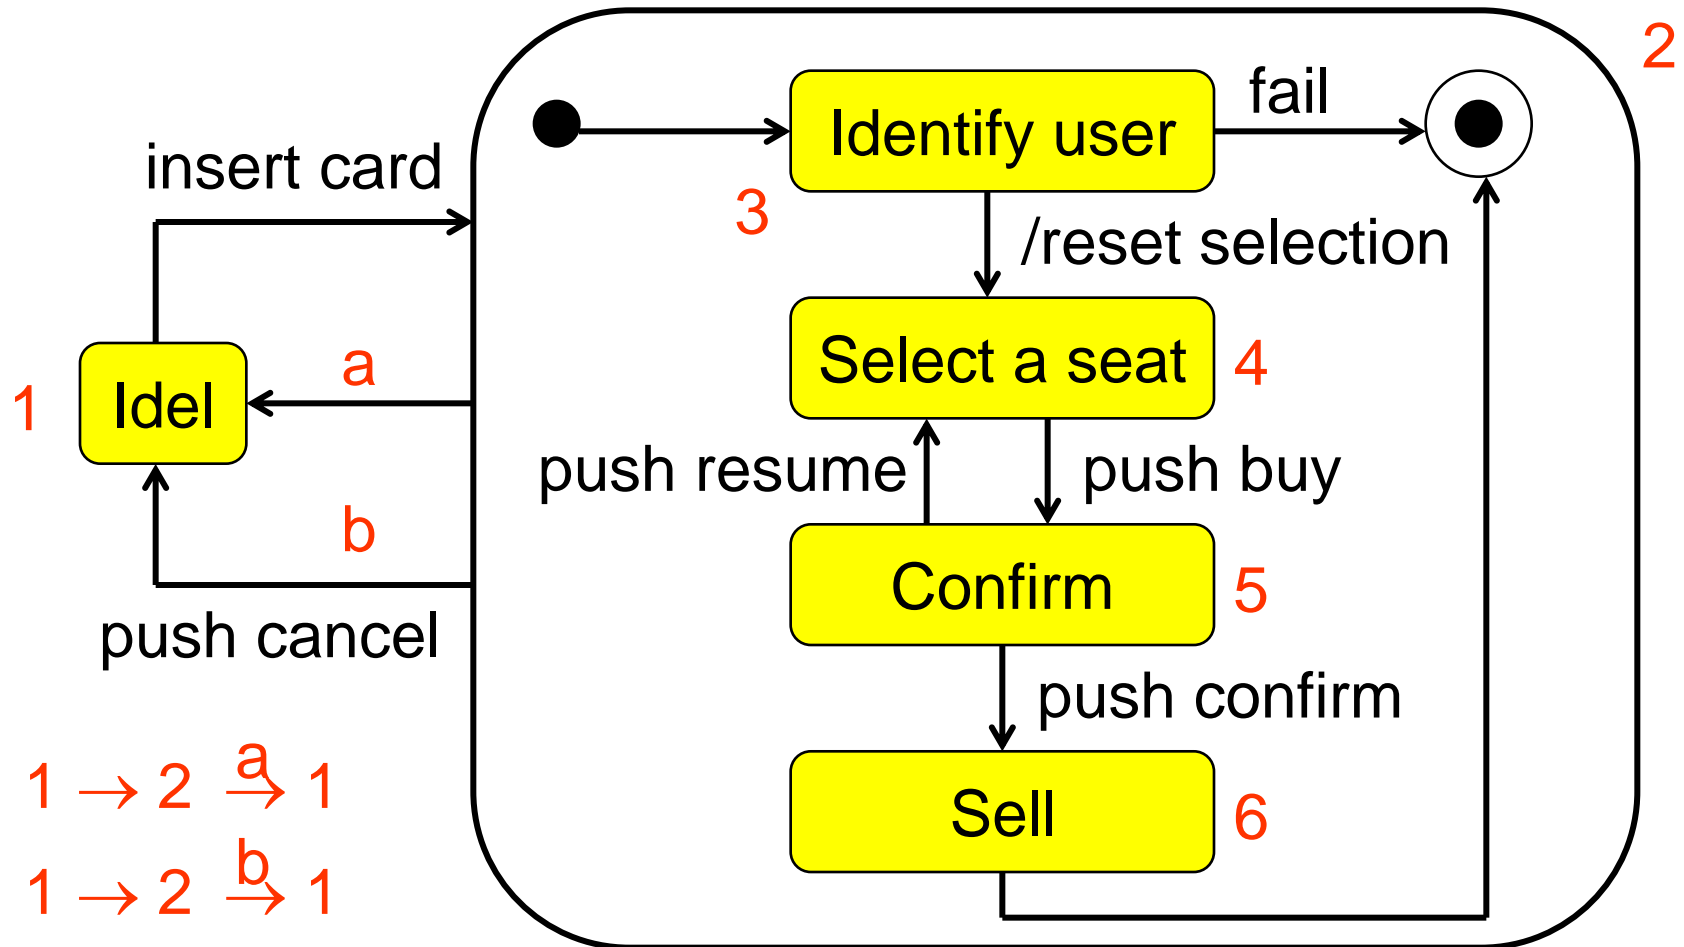 2
fail
Identify user
insert card
3
/reset selection
Select a seat
4
a
1
Idel
push resume
push buy
b
Confirm
5
push cancel
push confirm
1 → 2 a→ 1
Sell
6
1 → 2 b→ 1